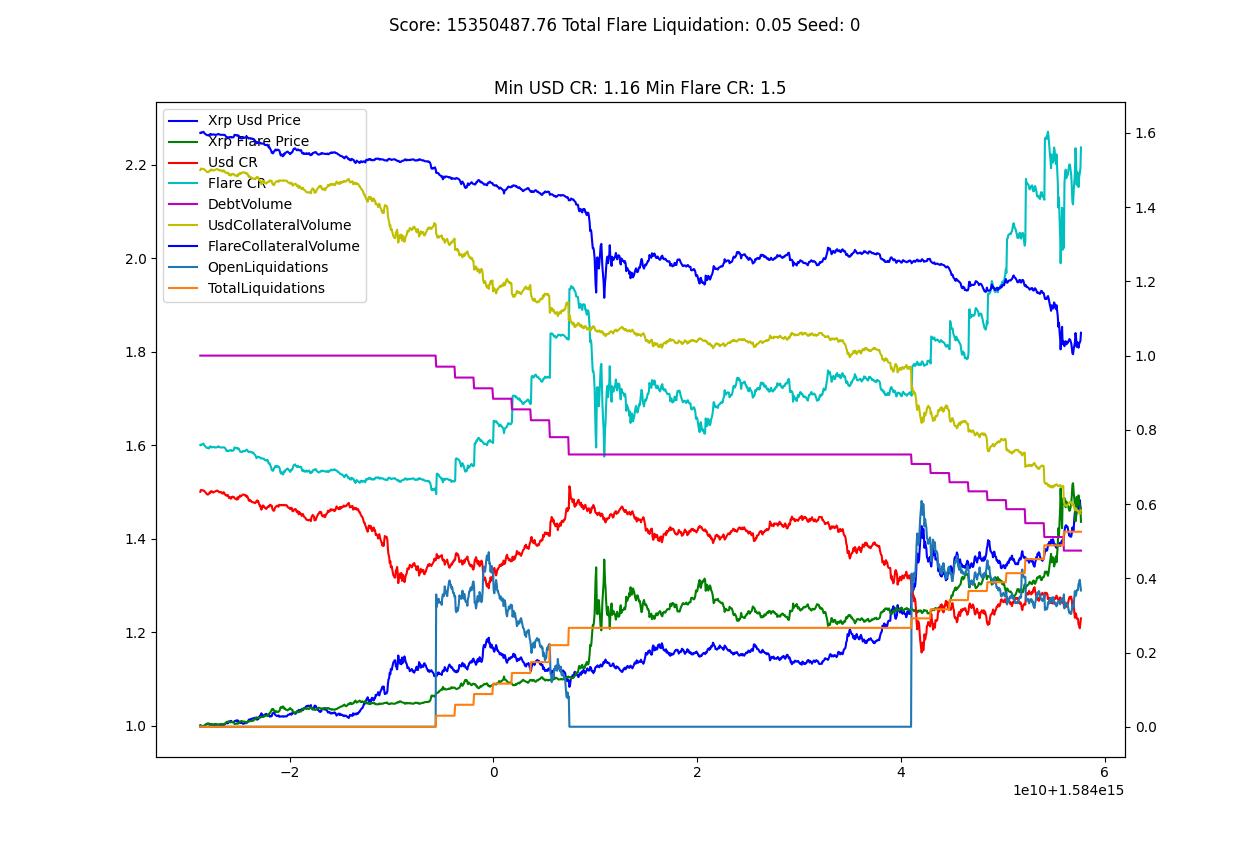 Score: 15350487.76 Total Flare Liquidation: 0.05 Seed: 0
Min USD CR: 1.16 Min Flare CR: 1.5
Xrp Usd Price
Xrp Flare Price
Usd CR
Flare CR
DebtVolume
UsdCollateralVolume
FlareCollateralVolume
OpenLiquidations
TotalLiquidations
2.2
2.0
1.8
1.6
1.4
1.2
1.0
1.6
1.4
1.2
1.0
0.8
0.6
0.4
0.2
0.0
−2 0 2 4 6
1e10+1.584e15